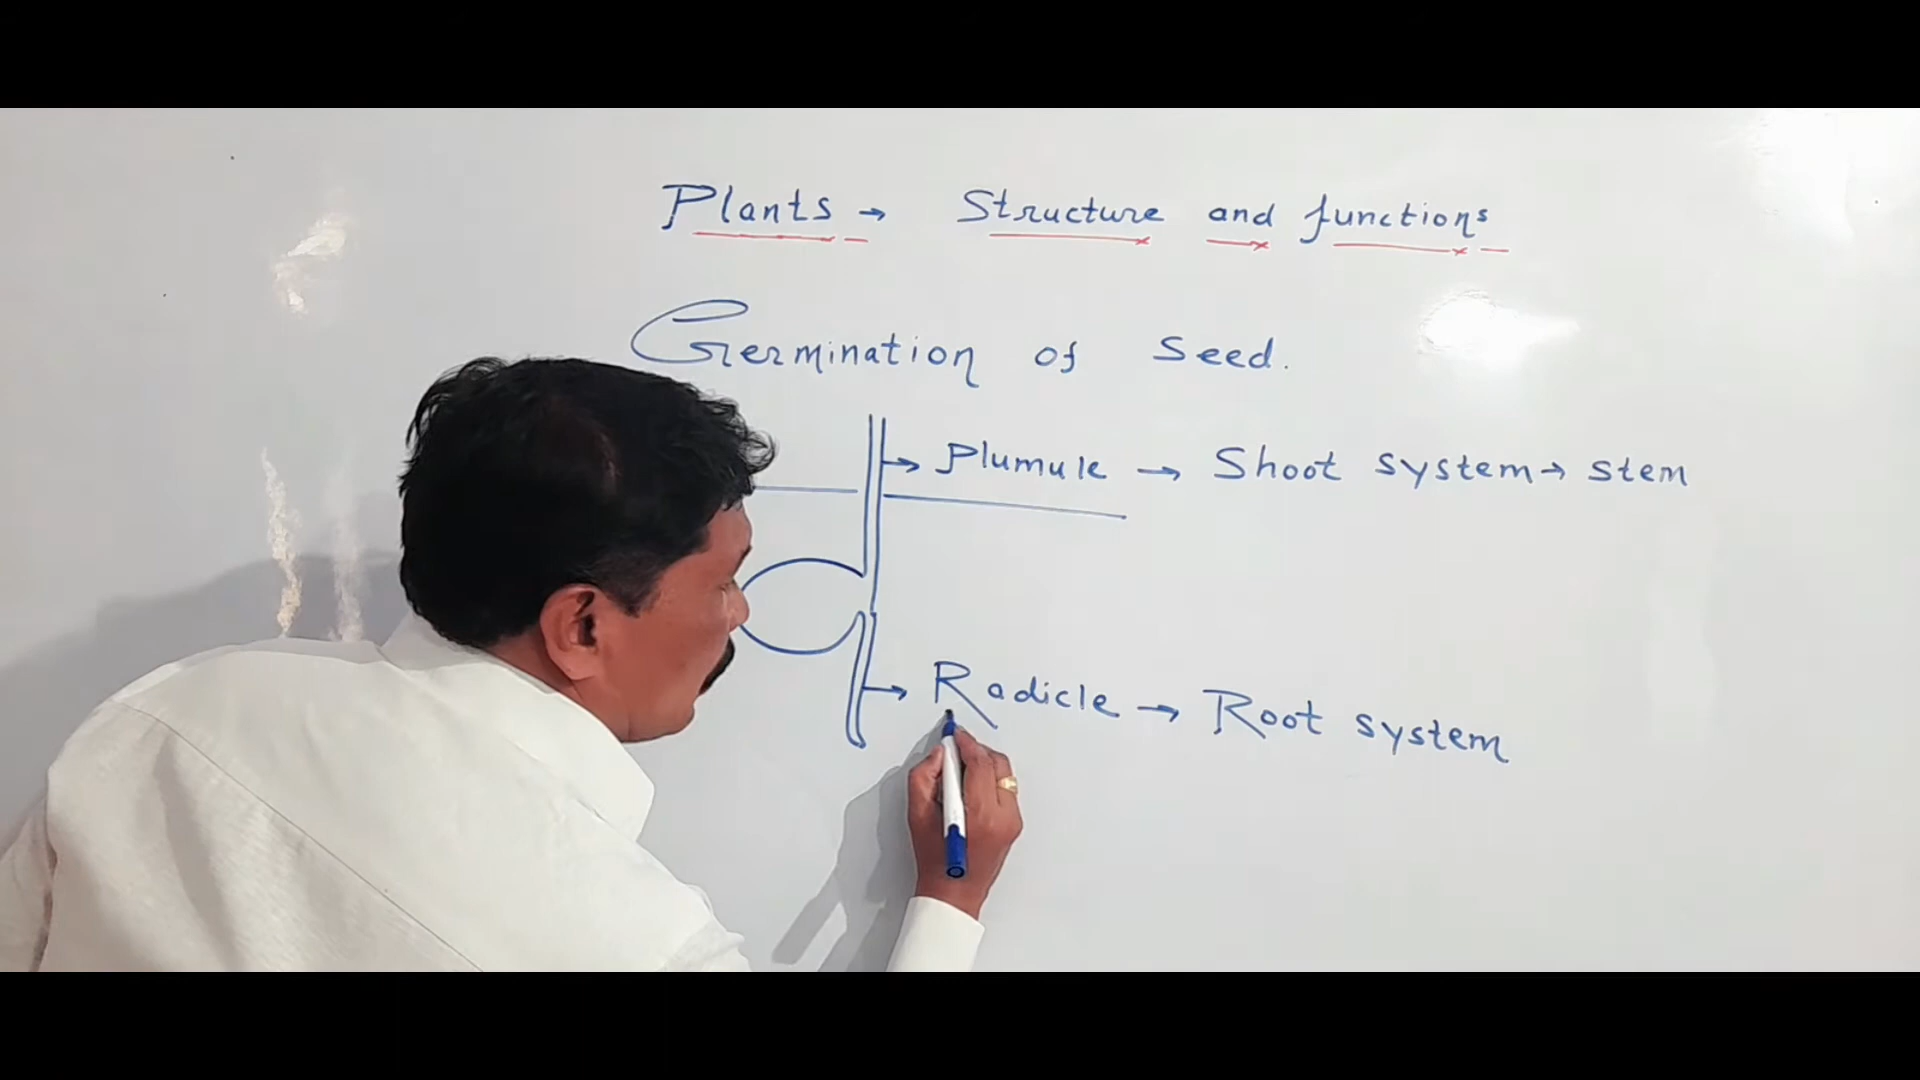 Plants → Structure and functions
Germination of seed.
Plumule → Shoot system → stem
Radicle → Root system